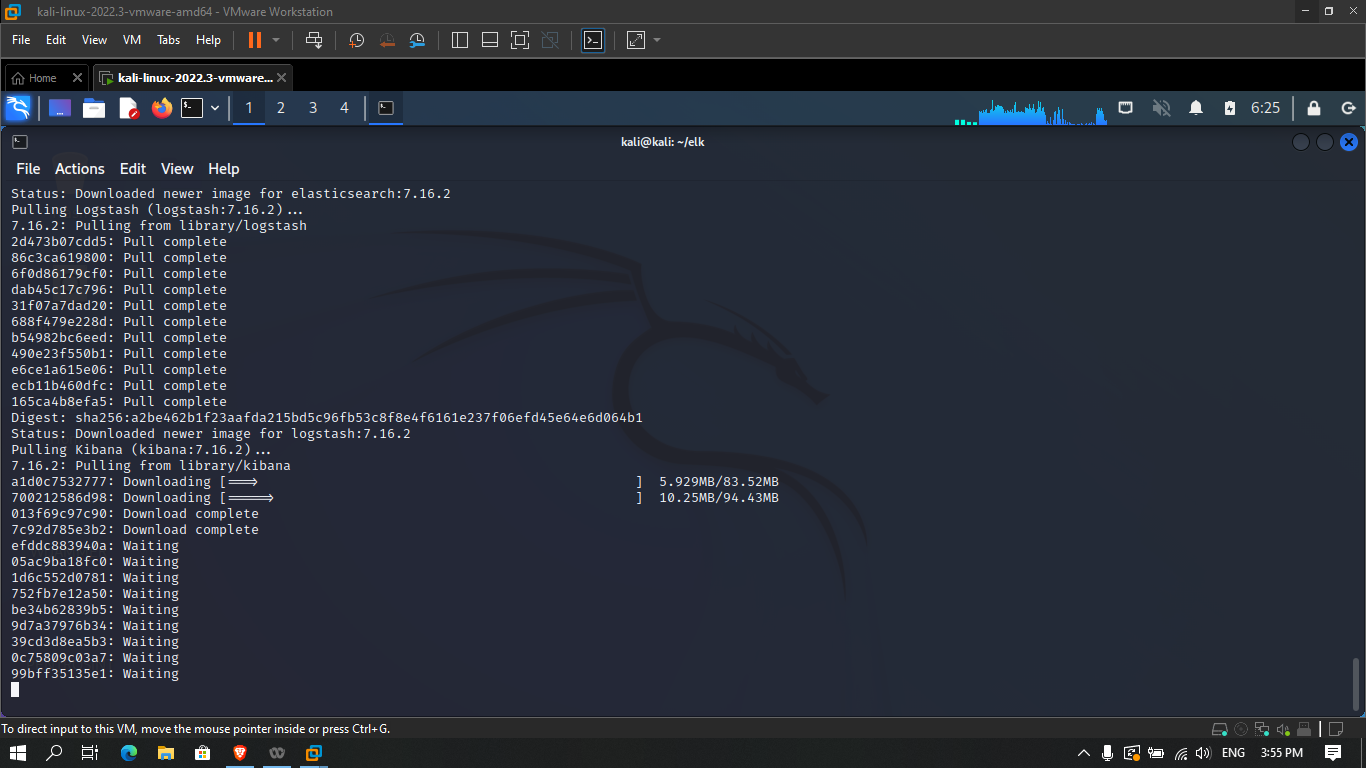 kali-linux-2022.3-vmware-amd64 - VMware Workstation
File Edit View VM Tabs Help
Home
kali-linux-2022.3-vmware...
1 2 3 4
6:25
kali@kali: ~/elk
File Actions Edit View Help
Status: Downloaded newer image for elasticsearch:7.16.2
Pulling Logstash (logstash:7.16.2)...
7.16.2: Pulling from library/logstash
2d473b07cdd5: Pull complete
86c3ca619800: Pull complete
6f0d86179cf0: Pull complete
dab45c17c796: Pull complete
31f07a7dad20: Pull complete
688f479e228d: Pull complete
b54982bc6eed: Pull complete
490e23f550b1: Pull complete
e6ce1a615e06: Pull complete
ecb11b460dfc: Pull complete
165ca4b8efa5: Pull complete
Digest: sha256:a2be462b1f23aafda215bd5c96fb53c8f8e4f6161e237f06efd45e64e6d064b1
Status: Downloaded newer image for logstash:7.16.2
Pulling Kibana (kibana:7.16.2)...
7.16.2: Pulling from library/kibana
a1d0c7532777: Downloading [===> ] 5.929MB/83.52MB
700212586d98: Downloading [=====> ] 10.25MB/94.43MB
013f69c97c90: Download complete
7c92d785e3b2: Download complete
efddc883940a: Waiting
05ac9ba18fc0: Waiting
1d6c552d0781: Waiting
752fb7e12a50: Waiting
be34b62839b5: Waiting
9d7a37976b34: Waiting
39cd3d8ea5b3: Waiting
0c75809c03a7: Waiting
99bff35135e1: Waiting
To direct input to this VM, move the mouse pointer inside or press Ctrl+G.
ENG 3:55 PM